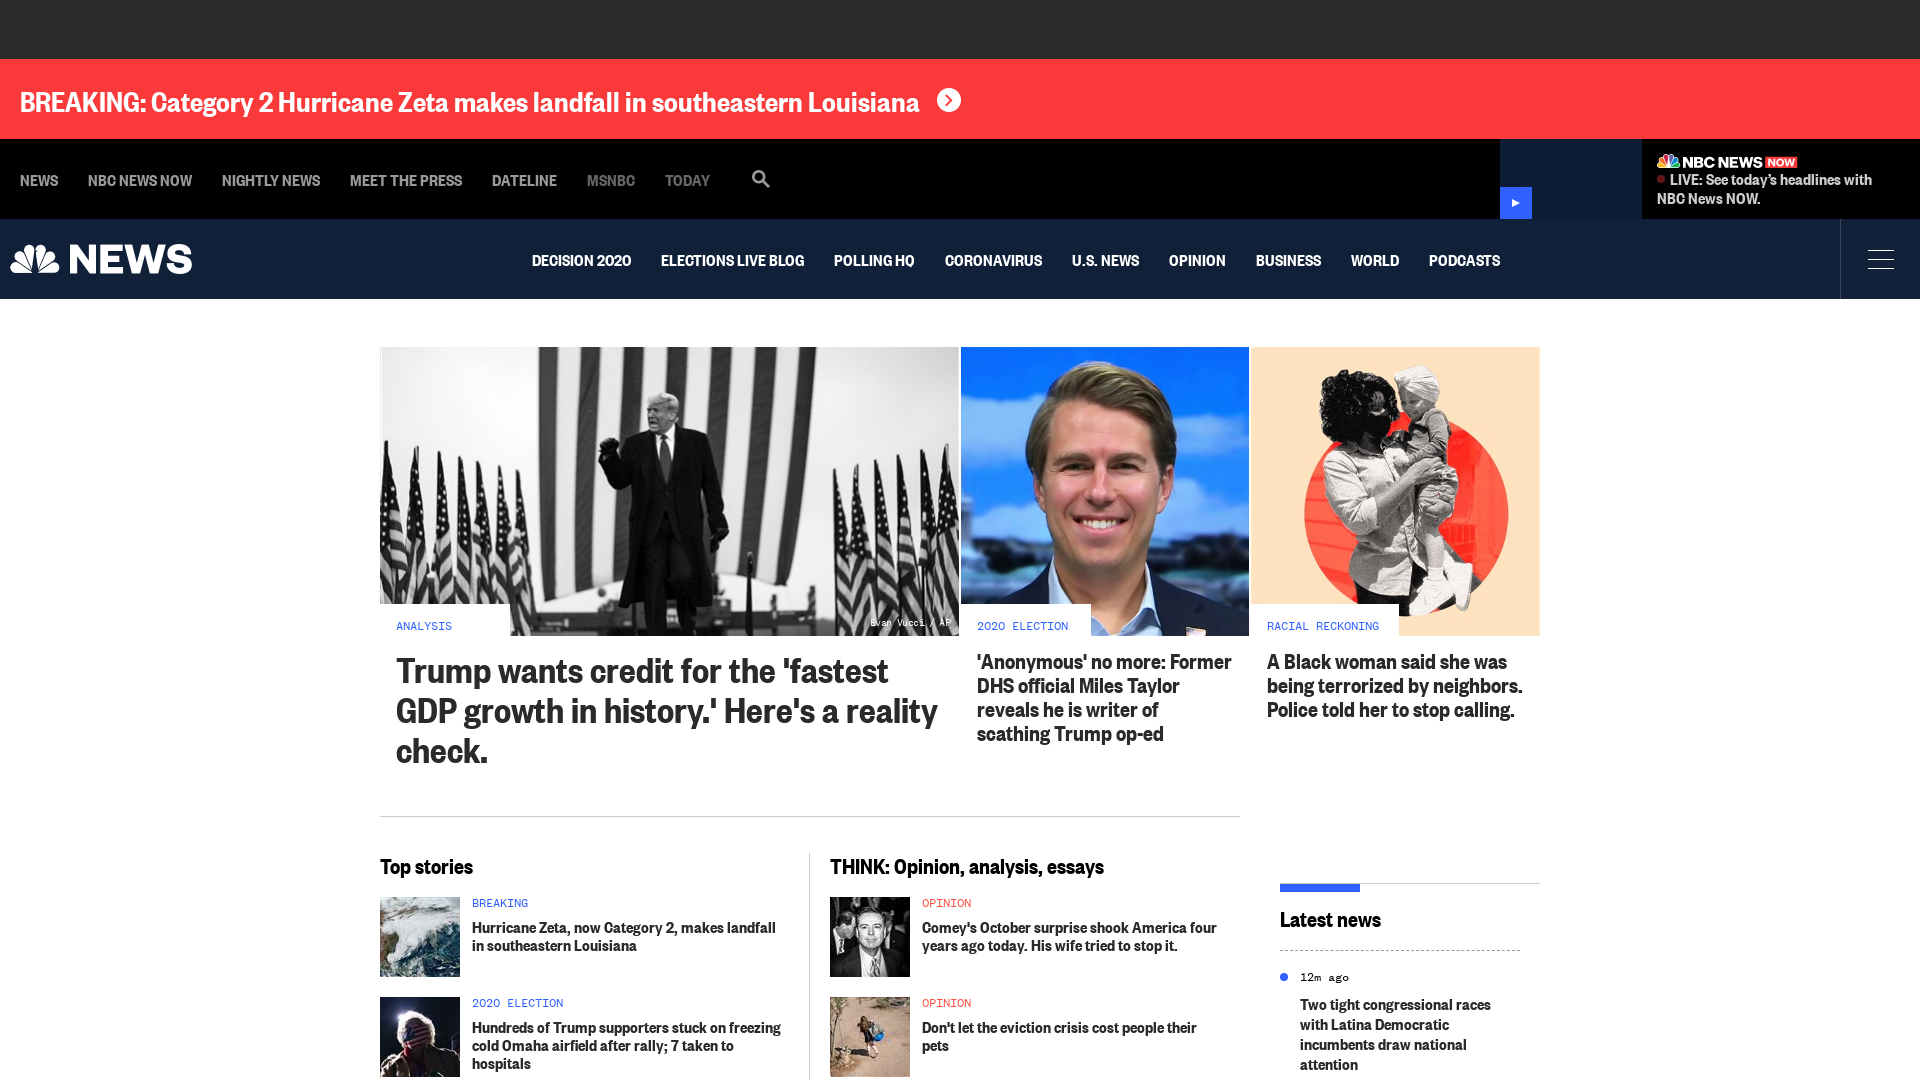 BREAKING: Category 2 Hurricane Zeta makes landfall in southeastern Louisiana
NEWS
NBC NEWS NOW
NIGHTLY NEWS
MEET THE PRESS
DATELINE
MSNBC
TODAY
NBC NEWS NOW
LIVE: See today's headlines with
NBC News NOW.
NEWS
DECISION 2020
ELECTIONS LIVE BLOG
POLLING HQ
CORONAVIRUS
U.S. NEWS
OPINION
BUSINESS
WORLD
PODCASTS
Evan Vucci / AP
ANALYSIS
Trump wants credit for the 'fastest
GDP growth in history.' Here's a reality
check.
2020 ELECTION
'Anonymous' no more: Former
DHS official Miles Taylor
reveals he is writer of
scathing Trump op-ed
RACIAL RECKONING
A Black woman said she was
being terrorized by neighbors.
Police told her to stop calling.
Top stories
BREAKING
Hurricane Zeta, now Category 2, makes landfall
in southeastern Louisiana
2020 ELECTION
Hundreds of Trump supporters stuck on freezing
cold Omaha airfield after rally; 7 taken to
hospitals
THINK: Opinion, analysis, essays
OPINION
Comey's October surprise shook America four
years ago today. His wife tried to stop it.
OPINION
Don't let the eviction crisis cost people their
pets
Latest news
12m ago
Two tight congressional races
with Latina Democratic
incumbents draw national
attention